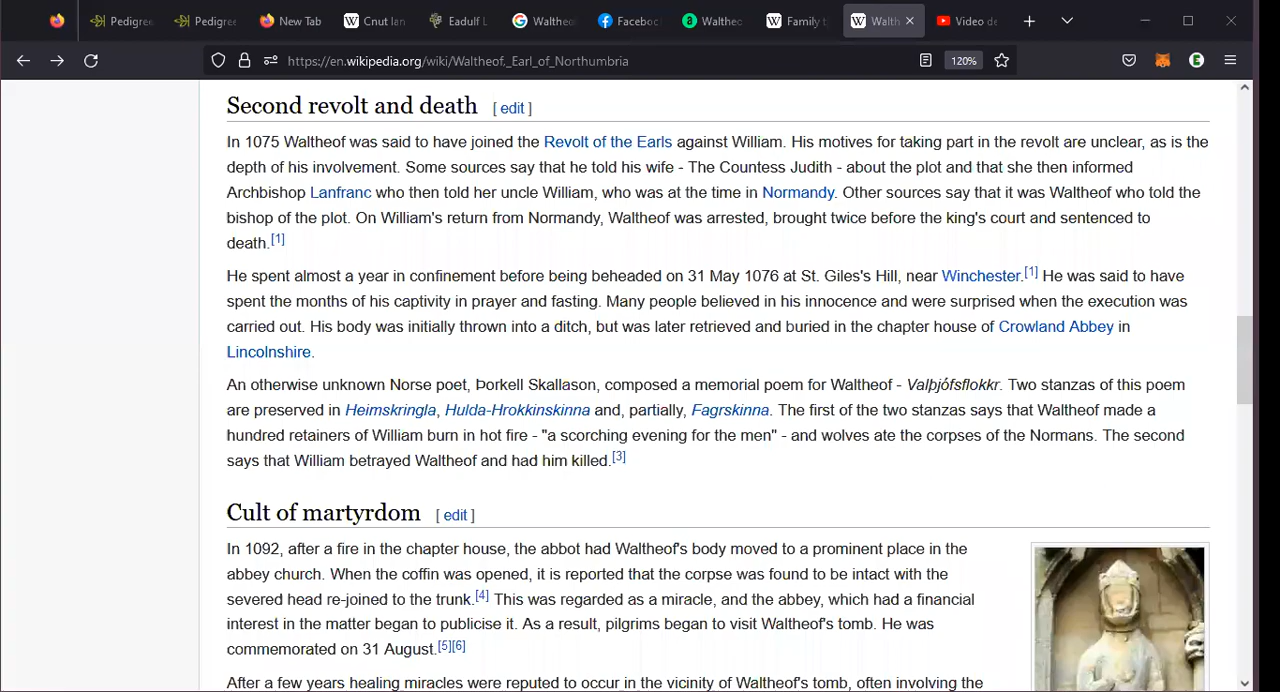 Pedigree Pedigree New Tab Cnut lan Eadulf L Waltheof Facebook Waltheo Family t Walth Video de
https://en.wikipedia.org/wiki/Waltheof,_Earl_of_Northumbria 120%
Second revolt and death [ edit ]
In 1075 Waltheof was said to have joined the Revolt of the Earls against William. His motives for taking part in the revolt are unclear, as is the
depth of his involvement. Some sources say that he told his wife - The Countess Judith - about the plot and that she then informed
Archbishop Lanfranc who then told her uncle William, who was at the time in Normandy. Other sources say that it was Waltheof who told the
bishop of the plot. On William's return from Normandy, Waltheof was arrested, brought twice before the king's court and sentenced to
death.[1]
He spent almost a year in confinement before being beheaded on 31 May 1076 at St. Giles's Hill, near Winchester.[1] He was said to have
spent the months of his captivity in prayer and fasting. Many people believed in his innocence and were surprised when the execution was
carried out. His body was initially thrown into a ditch, but was later retrieved and buried in the chapter house of Crowland Abbey in
Lincolnshire.
An otherwise unknown Norse poet, Þorkell Skallason, composed a memorial poem for Waltheof - Valþjófsflokkr. Two stanzas of this poem
are preserved in Heimskringla, Hulda-Hrokkinskinna and, partially, Fagrskinna. The first of the two stanzas says that Waltheof made a
hundred retainers of William burn in hot fire - "a scorching evening for the men" - and wolves ate the corpses of the Normans. The second
says that William betrayed Waltheof and had him killed.[3]
Cult of martyrdom [ edit ]
In 1092, after a fire in the chapter house, the abbot had Waltheof's body moved to a prominent place in the
abbey church. When the coffin was opened, it is reported that the corpse was found to be intact with the
severed head re-joined to the trunk.[4] This was regarded as a miracle, and the abbey, which had a financial
interest in the matter began to publicise it. As a result, pilgrims began to visit Waltheof's tomb. He was
commemorated on 31 August.[5][6]
After a few years healing miracles were reputed to occur in the vicinity of Waltheof's tomb, often involving the